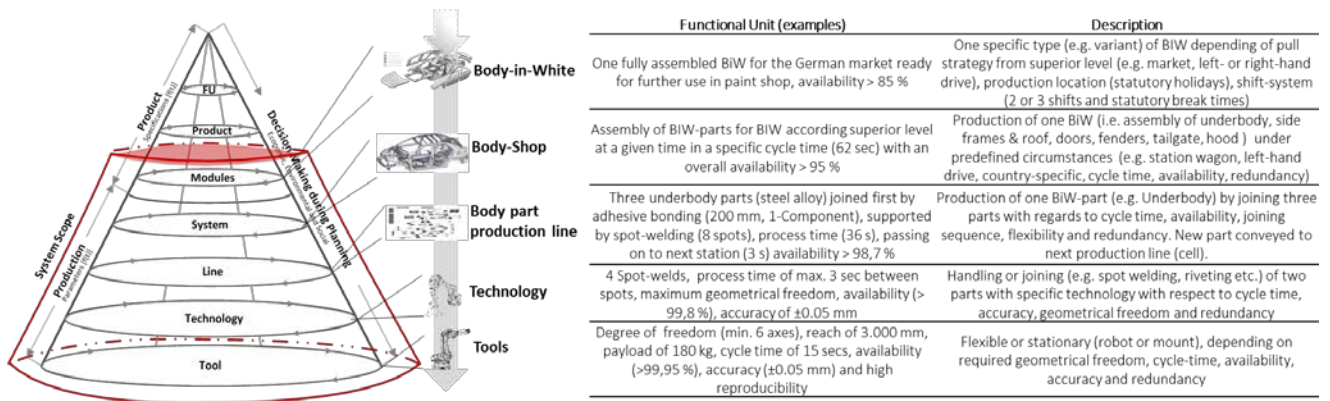 FU
Product
Modules
System
Line
Technology
Tool
Product
Specifications [f(t)]
System Scope
Production
Parameters [f(t)]
Decision-Making during Planning
Body-in-White
Body-Shop
Body part
production line
Technology
Tools
Functional Unit (examples)
Description
One fully assembled BiW for the German market ready
for further use in paint shop, availability > 85 %
One specific type (e.g. variant) of BIW depending of pull
strategy from superior level (e.g. market, left- or right-hand
drive), production location (statutory holidays), shift-system
(2 or 3 shifts and statutory break times)
Assembly of BIW-parts for BIW according superior level
at a given time in a specific cycle time (62 sec) with an
overall availability > 95 %
Production of one BiW (i.e. assembly of underbody, side
frames & roof, doors, fenders, tailgate, hood ) under
predefined circumstances (e.g. station wagon, left-hand
drive, country-specific, cycle time, availability, redundancy)
Three underbody parts (steel alloy) joined first by
adhesive bonding (200 mm, 1-Component), supported
by spot-welding (8 spots), process time (36 s), passing
on to next station (3 s) availability > 98,7 %
Production of one BiW-part (e.g. Underbody) by joining three
parts with regards to cycle time, availability, joining
sequence, flexibility and redundancy. New part conveyed to
next production line (cell).
4 Spot-welds, process time of max. 3 sec between
spots, maximum geometrical freedom, availability (>
99,8 %), accuracy of ±0.05 mm
Handling or joining (e.g. spot welding, riveting etc.) of two
parts with specific technology with respect to cycle time,
accuracy, geometrical freedom and redundancy
Degree of freedom (min. 6 axes), reach of 3.000 mm,
payload of 180 kg, cycle time of 15 secs, availability
(>99,95 %), accuracy (±0.05 mm) and high
reproducibility
Flexible or stationary (robot or mount), depending on
required geometrical freedom, cycle-time, availability,
accuracy and redundancy